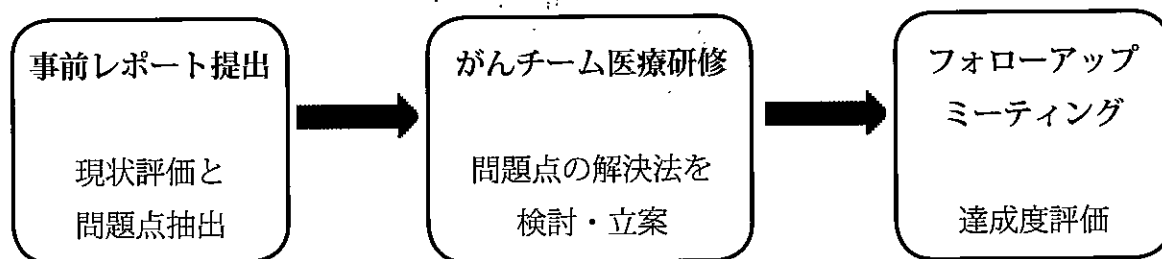 事前レポート提出
現状評価と
問題点抽出
がんチーム医療研修
問題点の解決法を
検討・立案
フォローアップ
ミーティング
達成度評価